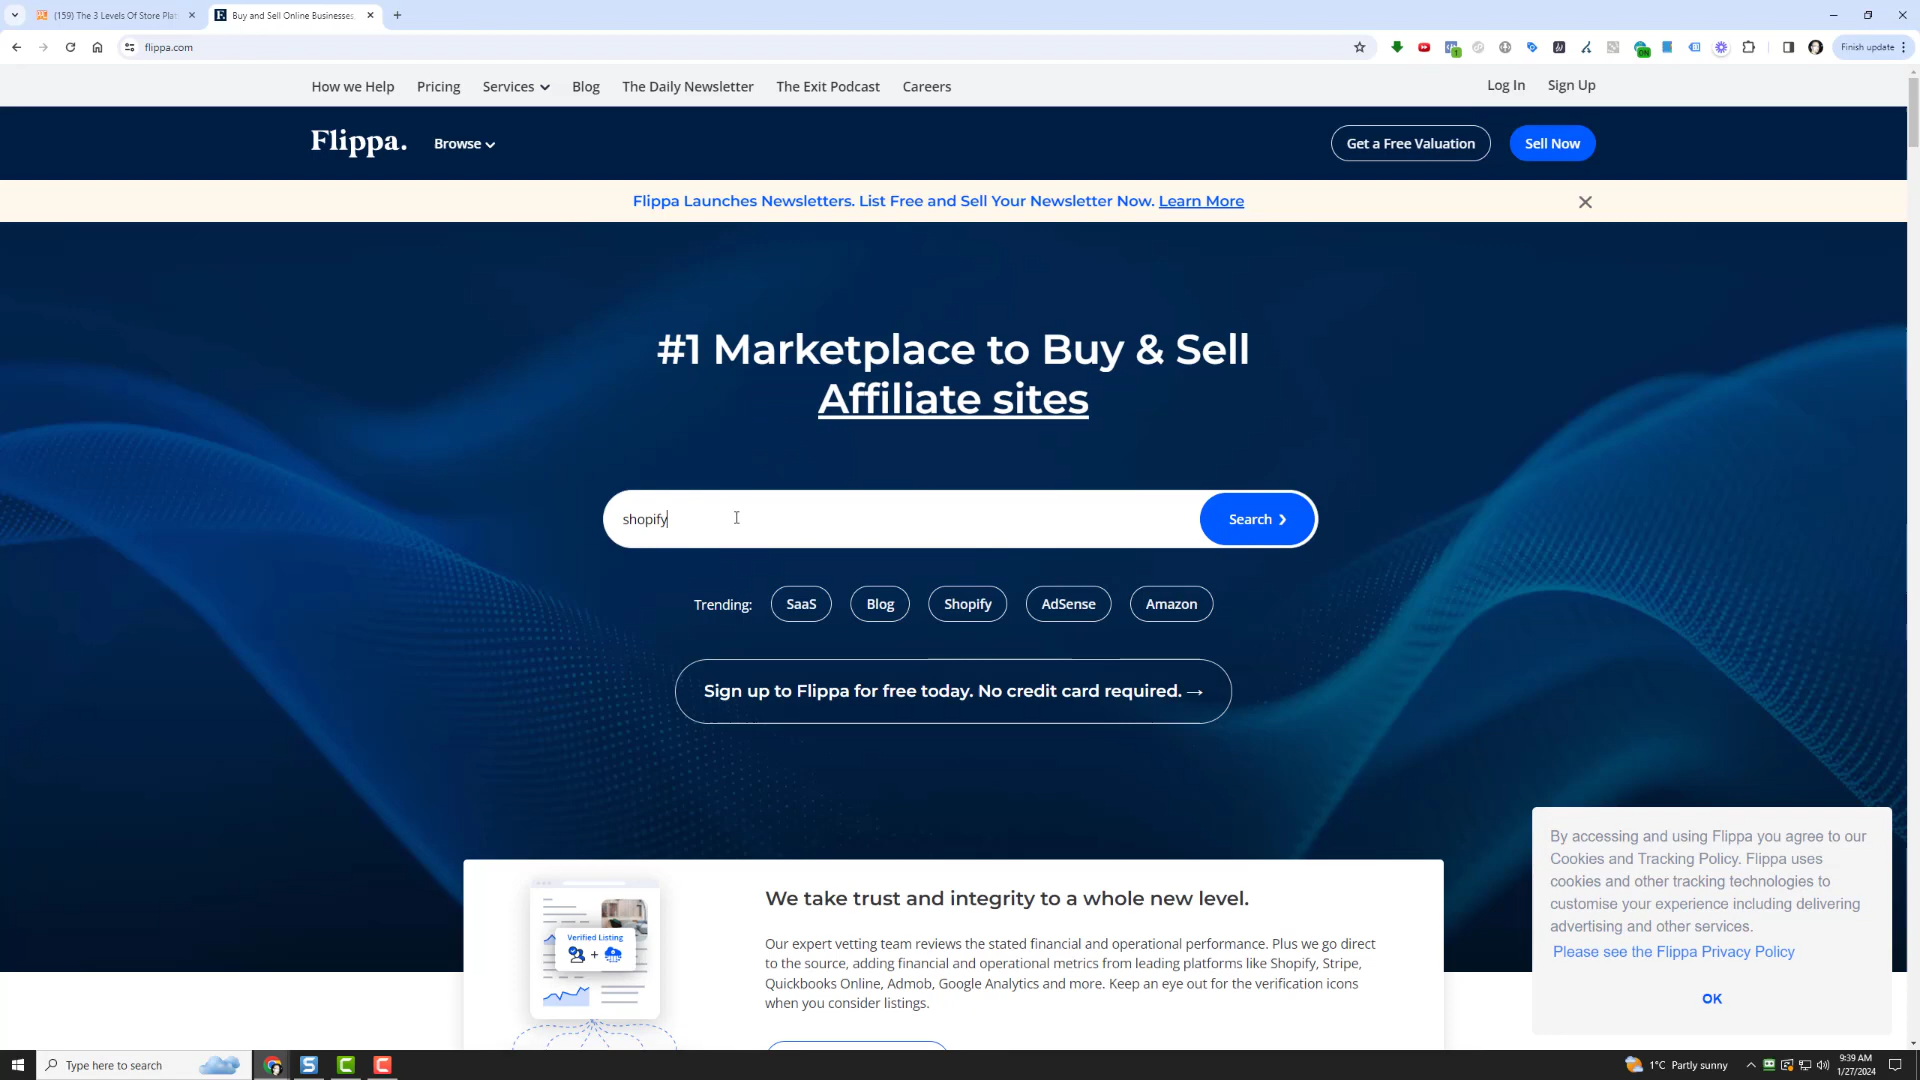 (159) The 3 Levels Of Store Pla
Buy and Sell Online Businesses,
flippa.com
Finish update
How we Help
Pricing
Services
Blog
The Daily Newsletter
The Exit Podcast
Careers
Log In
Sign Up
Flippa.
Browse
Get a Free Valuation
Sell Now
Flippa Launches Newsletters. List Free and Sell Your Newsletter Now. Learn More
#1 Marketplace to Buy & Sell
Affiliate sites
shopify
Search
Trending:
SaaS
Blog
Shopify
AdSense
Amazon
Sign up to Flippa for free today. No credit card required. →
Verified Listing
We take trust and integrity to a whole new level.
Our expert vetting team reviews the stated financial and operational performance. Plus we go direct
to the source, adding financial and operational metrics from leading platforms like Shopify, Stripe,
Quickbooks Online, Admob, Google Analytics and more. Keep an eye out for the verification icons
when you consider listings.
By accessing and using Flippa you agree to our
Cookies and Tracking Policy. Flippa uses
cookies and other tracking technologies to
customise your experience including delivering
advertising and other services.
Please see the Flippa Privacy Policy
OK
Type here to search
1°C Partly sunny
9:39 AM
1/27/2024